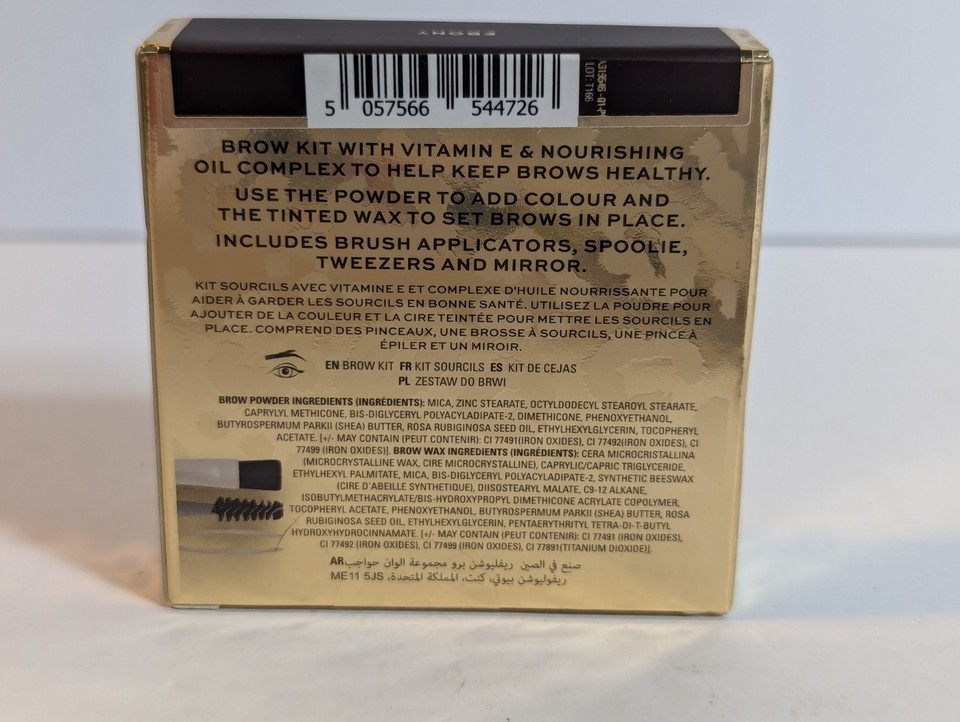 EBONY
5 057566 544726
LOT: T166
BROW KIT WITH VITAMIN E & NOURISHING
OIL COMPLEX TO HELP KEEP BROWS HEALTHY.
USE THE POWDER TO ADD COLOUR AND
THE TINTED WAX TO SET BROWS IN PLACE.
INCLUDES BRUSH APPLICATORS, SPOOLIE,
TWEEZERS AND MIRROR.
KIT SOURCILS AVEC VITAMINE E ET COMPLEXE D'HUILE NOURRISSANTE POUR
AIDER À GARDER LES SOURCILS EN BONNE SANTÉ. UTILISEZ LA POUDRE POUR
AJOUTER DE LA COULEUR ET LA CIRE TEINTÉE POUR METTRE LES SOURCILS EN
PLACE. COMPREND DES PINCEAUX, UNE BROSSE À SOURCILS, UNE PINCE À
ÉPILER ET UN MIROIR.
EN BROW KIT FR KIT SOURCILS ES KIT DE CEJAS
PL ZESTAW DO BRWI
BROW POWDER INGREDIENTS (INGRÉDIENTS): MICA, ZINC STEARATE, OCTYLDODECYL STEAROYL STEARATE,
CAPRYLYL METHICONE, BIS-DIGLYCERYL POLYACYLADIPATE-2, DIMETHICONE, PHENOXYETHANOL,
BUTYROSPERMUM PARKII (SHEA) BUTTER, ROSA RUBIGINOSA SEED OIL, ETHYLHEXYLGLYCERIN, TOCOPHERYL
ACETATE. [+/- MAY CONTAIN (PEUT CONTENIR): CI 77491(IRON OXIDES), CI 77492(IRON OXIDES), CI
77499 (IRON OXIDES)]. BROW WAX INGREDIENTS (INGRÉDIENTS): CERA MICROCRISTALLINA
(MICROCRYSTALLINE WAX, CIRE MICROCRYSTALLINE), CAPRYLIC/CAPRIC TRIGLYCERIDE,
ETHYLHEXYL PALMITATE, MICA, BIS-DIGLYCERYL POLYACYLADIPATE-2, SYNTHETIC BEESWAX
(CIRE D'ABEILLE SYNTHETIQUE), DIISOSTEARYL MALATE, C9-12 ALKANE,
ISOBUTYLMETHACRYLATE/BIS-HYDROXYPROPYL DIMETHICONE ACRYLATE COPOLYMER,
TOCOPHERYL ACETATE, PHENOXYETHANOL, BUTYROSPERMUM PARKII (SHEA) BUTTER, ROSA
RUBIGINOSA SEED OIL, ETHYLHEXYLGLYCERIN, PENTAERYTHRITYL TETRA-DI-T-BUTYL
HYDROXYHYDROCINNAMATE. [+/- MAY CONTAIN (PEUT CONTENIR): CI 77491 (IRON OXIDES),
CI 77492 (IRON OXIDES), CI 77499 (IRON OXIDES), CI 77891(TITANIUM DIOXIDE)].
صنع في الصين ريفليوشن برو مجموعة الوان حواجب AR
ريفوليوشن بيوتي، كنت، المملكة المتحدة، ME11 5JS